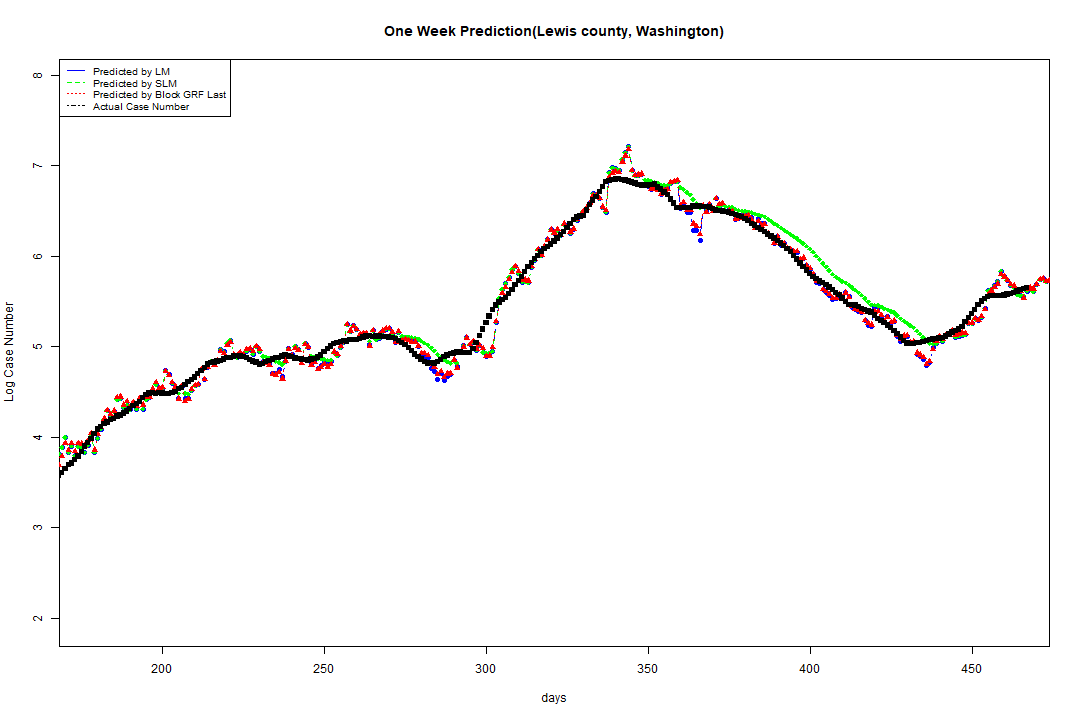 One Week Prediction(Lewis county, Washington)
Predicted by LM
Predicted by SLM
Predicted by Block GRF Last
Actual Case Number
8
7
6
5
4
3
2
Log Case Number
200
250
300
350
400
450
days